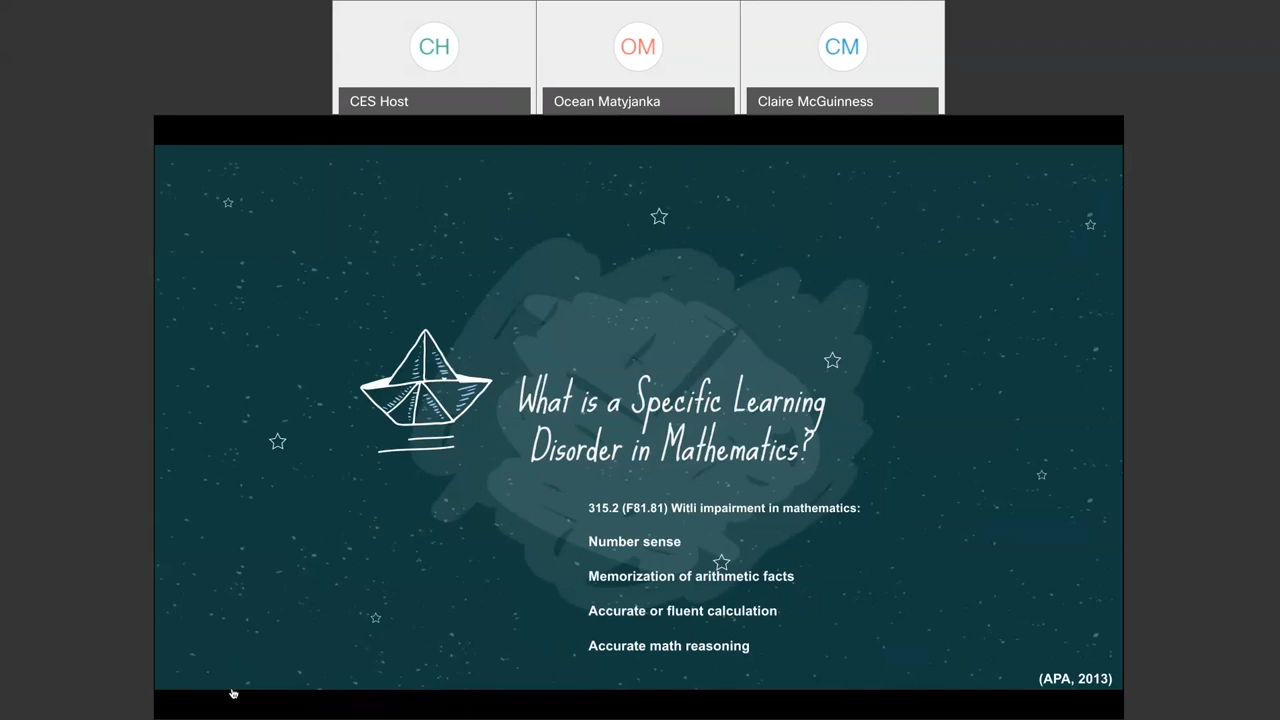 CH
OM
CM
CES Host
Ocean Matyjanka
Claire McGuinness
What is a Specific Learning
Disorder in Mathematics?
315.2 (F81.81) Witli impairment in mathematics:
Number sense
Memorization of arithmetic facts
Accurate or fluent calculation
Accurate math reasoning
(APA, 2013)